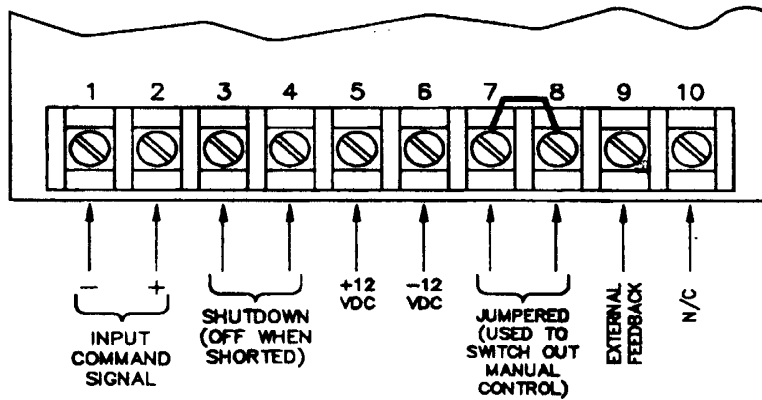 1 2 3 4 5 6 7 8 9 10
− +
+12
VDC
−12
VDC
INPUT
COMMAND
SIGNAL
SHUTDOWN
(OFF WHEN
SHORTED)
JUMPERED
(USED TO
SWITCH OUT
MANUAL
CONTROL)
EXTERNAL
FEEDBACK
N/C